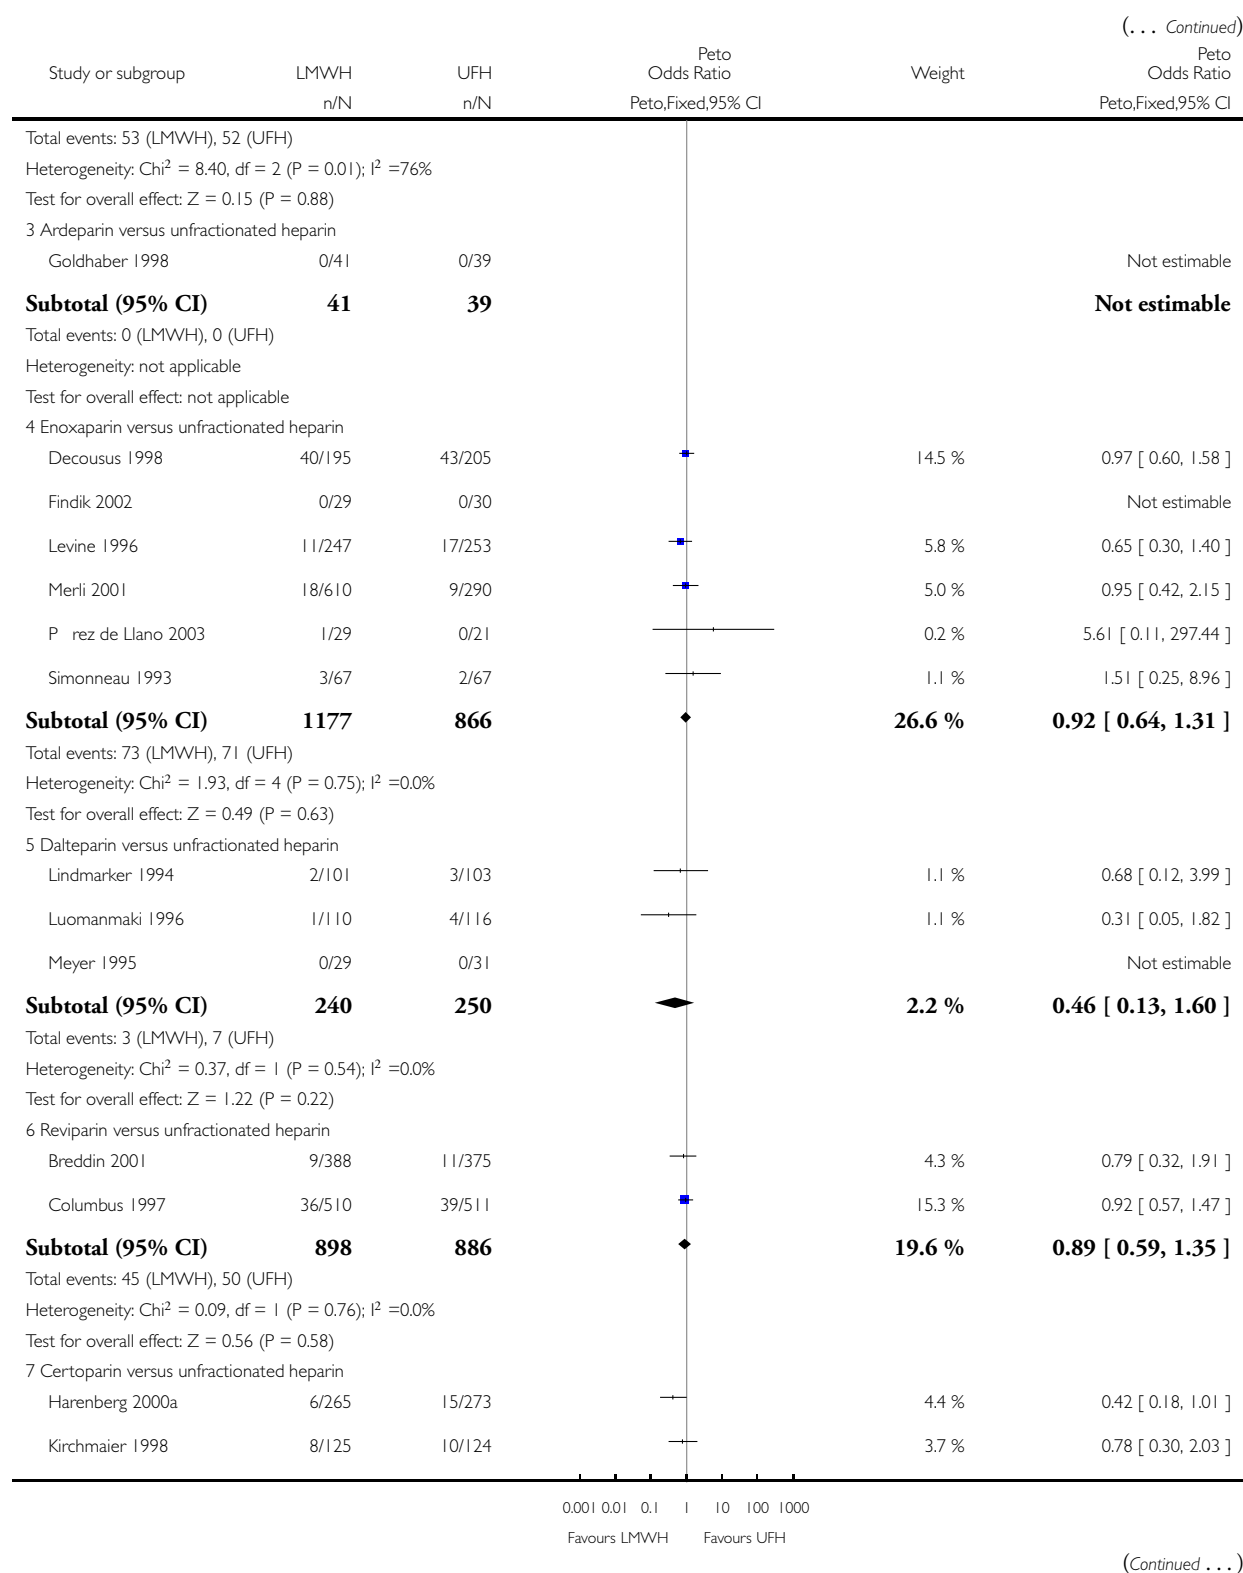 (... Continued)
Study or subgroup LMWH UFH Peto Odds Ratio Weight Peto Odds Ratio
n/N n/N Peto,Fixed,95% CI Peto,Fixed,95% CI
Total events: 53 (LMWH), 52 (UFH)
Heterogeneity: Chi² = 8.40, df = 2 (P = 0.01); I² =76%
Test for overall effect: Z = 0.15 (P = 0.88)
3 Ardeparin versus unfractionated heparin
Goldhaber 1998 0/41 0/39 Not estimable
Subtotal (95% CI) 41 39 Not estimable
Total events: 0 (LMWH), 0 (UFH)
Heterogeneity: not applicable
Test for overall effect: not applicable
4 Enoxaparin versus unfractionated heparin
Decousus 1998 40/195 43/205 14.5 % 0.97 [ 0.60, 1.58 ]
Findik 2002 0/29 0/30 Not estimable
Levine 1996 11/247 17/253 5.8 % 0.65 [ 0.30, 1.40 ]
Merli 2001 18/610 9/290 5.0 % 0.95 [ 0.42, 2.15 ]
P rez de Llano 2003 1/29 0/21 0.2 % 5.61 [ 0.11, 297.44 ]
Simonneau 1993 3/67 2/67 1.1 % 1.51 [ 0.25, 8.96 ]
Subtotal (95% CI) 1177 866 26.6 % 0.92 [ 0.64, 1.31 ]
Total events: 73 (LMWH), 71 (UFH)
Heterogeneity: Chi² = 1.93, df = 4 (P = 0.75); I² =0.0%
Test for overall effect: Z = 0.49 (P = 0.63)
5 Dalteparin versus unfractionated heparin
Lindmarker 1994 2/101 3/103 1.1 % 0.68 [ 0.12, 3.99 ]
Luomanmaki 1996 1/110 4/116 1.1 % 0.31 [ 0.05, 1.82 ]
Meyer 1995 0/29 0/31 Not estimable
Subtotal (95% CI) 240 250 2.2 % 0.46 [ 0.13, 1.60 ]
Total events: 3 (LMWH), 7 (UFH)
Heterogeneity: Chi² = 0.37, df = 1 (P = 0.54); I² =0.0%
Test for overall effect: Z = 1.22 (P = 0.22)
6 Reviparin versus unfractionated heparin
Breddin 2001 9/388 11/375 4.3 % 0.79 [ 0.32, 1.91 ]
Columbus 1997 36/510 39/511 15.3 % 0.92 [ 0.57, 1.47 ]
Subtotal (95% CI) 898 886 19.6 % 0.89 [ 0.59, 1.35 ]
Total events: 45 (LMWH), 50 (UFH)
Heterogeneity: Chi² = 0.09, df = 1 (P = 0.76); I² =0.0%
Test for overall effect: Z = 0.56 (P = 0.58)
7 Certoparin versus unfractionated heparin
Harenberg 2000a 6/265 15/273 4.4 % 0.42 [ 0.18, 1.01 ]
Kirchmaier 1998 8/125 10/124 3.7 % 0.78 [ 0.30, 2.03 ]
0.001 0.01 0.1 1 10 100 1000
Favours LMWH Favours UFH
(Continued ...)